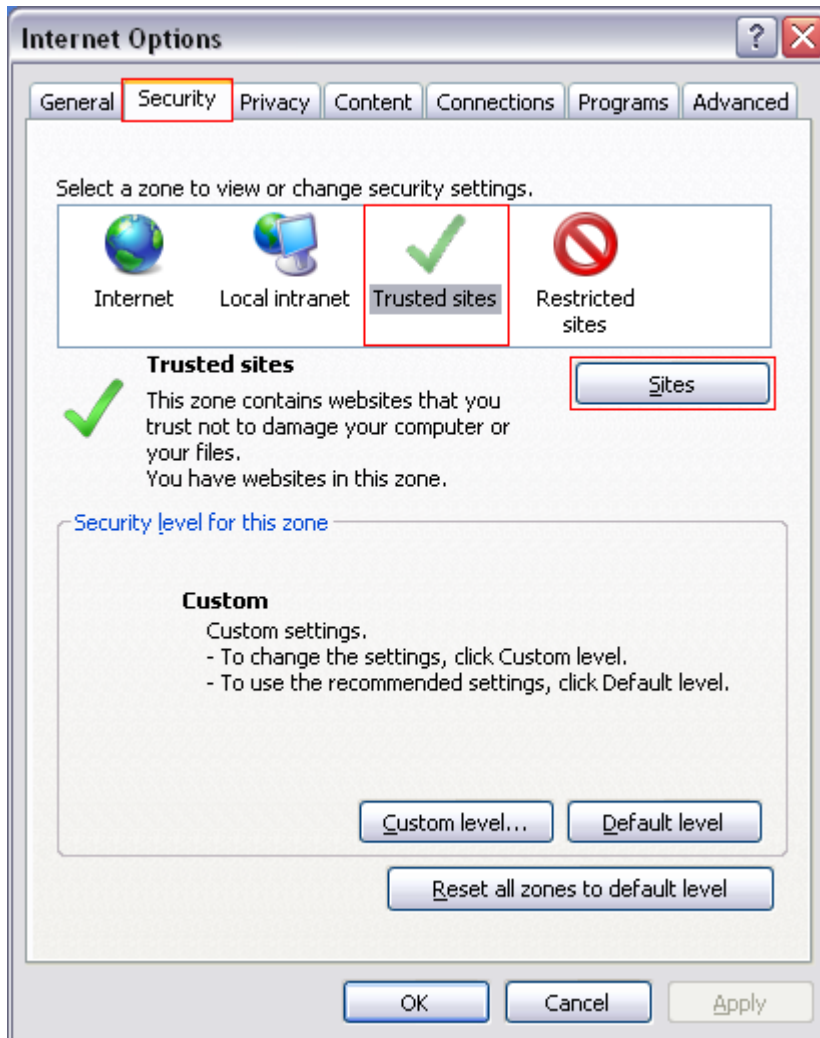 Internet Options
General Security Privacy Content Connections Programs Advanced
Select a zone to view or change security settings.
Internet Local intranet Trusted sites Restricted
sites
Trusted sites
Sites
This zone contains websites that you
trust not to damage your computer or
your files.
You have websites in this zone.
Security level for this zone
Custom
Custom settings.
- To change the settings, click Custom level.
- To use the recommended settings, click Default level.
Custom level... Default level
Reset all zones to default level
OK Cancel Apply